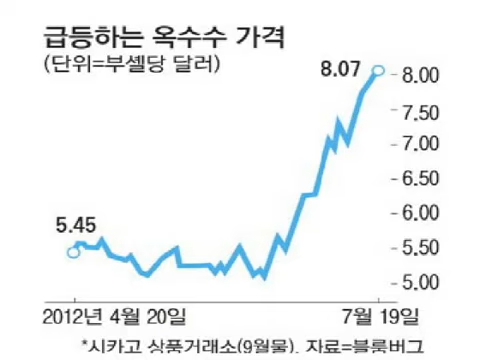 급등하는 옥수수 가격
(단위=부셸당 달러)
8.07
8.00
7.50
7.00
6.50
6.00
5.50
5.00
5.45
2012년 4월 20일
7월 19일
*시카고 상품거래소(9월물), 자료=블룸버그